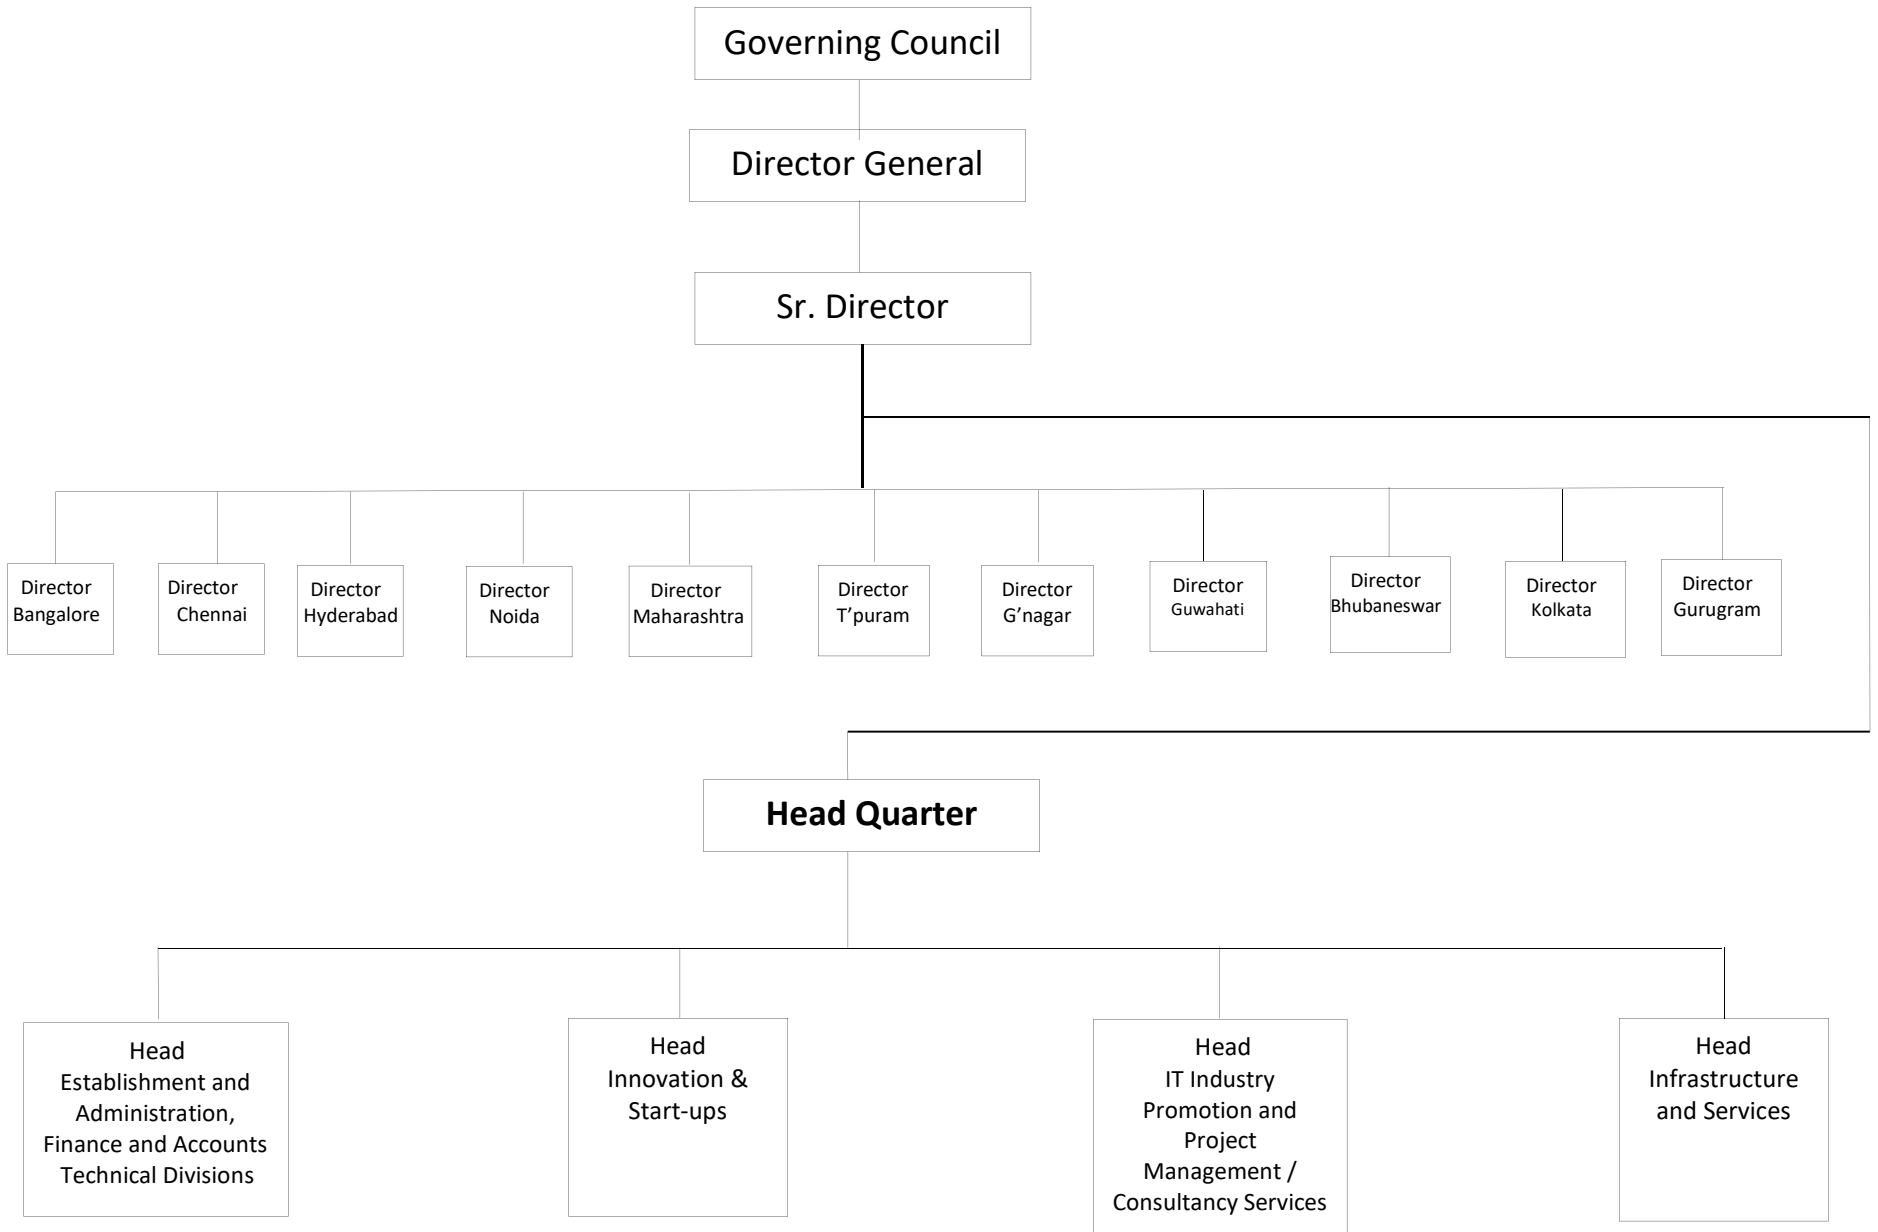 Governing Council
Director General
Sr. Director
Director
Bangalore
Director
Chennai
Director
Hyderabad
Director
Noida
Director
Maharashtra
Director
T’puram
Director
G’nagar
Director
Guwahati
Director
Bhubaneswar
Director
Kolkata
Director
Gurugram
Head Quarter
Head
Establishment and
Administration,
Finance and Accounts
Technical Divisions
Head
Innovation &
Start-ups
Head
IT Industry
Promotion and
Project
Management /
Consultancy Services
Head
Infrastructure
and Services